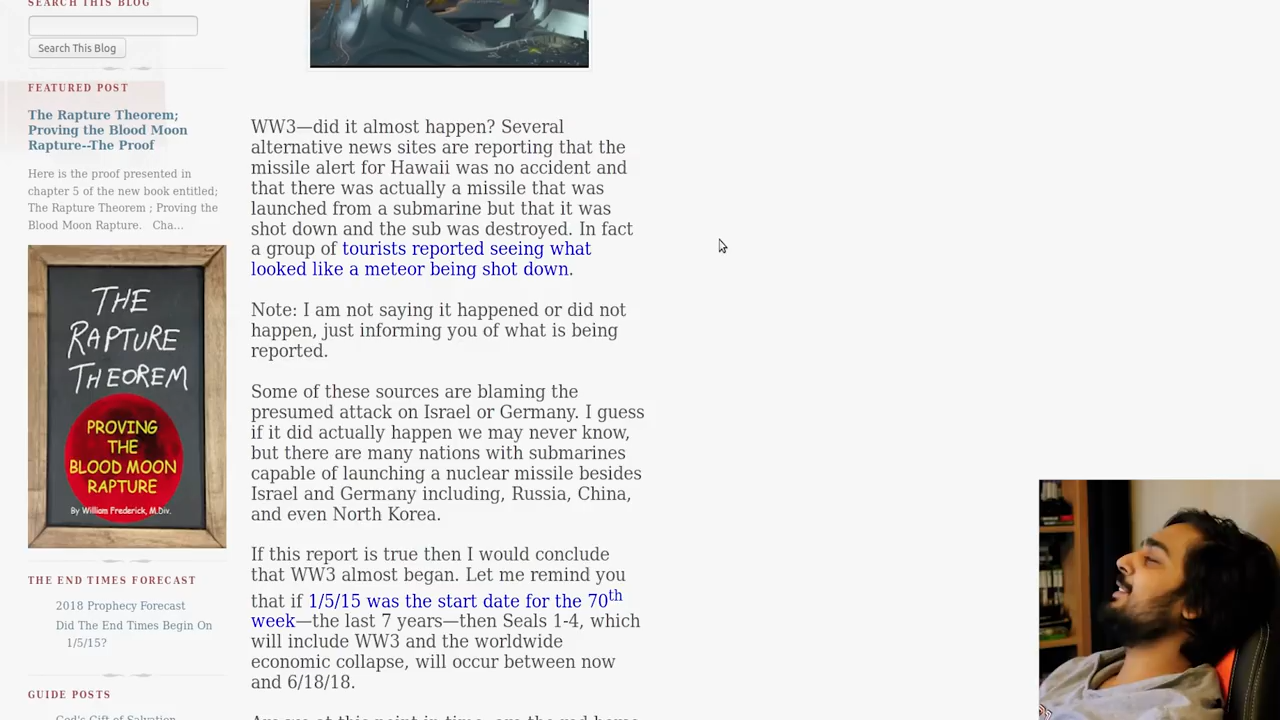 SEARCH THIS BLOG
Search This Blog
FEATURED POST
The Rapture Theorem;
Proving the Blood Moon
Rapture--The Proof
Here is the proof presented in
chapter 5 of the new book entitled;
The Rapture Theorem ; Proving the
Blood Moon Rapture.   Cha...
THE
RAPTURE
THEOREM
PROVING
THE
BLOOD MOON
RAPTURE
By William Frederick, M.Div.
THE END TIMES FORECAST
2018 Prophecy Forecast
Did The End Times Begin On
1/5/15?
GUIDE POSTS
God's Gift of Salvation
WW3—did it almost happen? Several
alternative news sites are reporting that the
missile alert for Hawaii was no accident and
that there was actually a missile that was
launched from a submarine but that it was
shot down and the sub was destroyed. In fact
a group of tourists reported seeing what
looked like a meteor being shot down.
Note: I am not saying it happened or did not
happen, just informing you of what is being
reported.
Some of these sources are blaming the
presumed attack on Israel or Germany. I guess
if it did actually happen we may never know,
but there are many nations with submarines
capable of launching a nuclear missile besides
Israel and Germany including, Russia, China,
and even North Korea.
If this report is true then I would conclude
that WW3 almost began. Let me remind you
that if 1/5/15 was the start date for the 70th
week—the last 7 years—then Seals 1-4, which
will include WW3 and the worldwide
economic collapse, will occur between now
and 6/18/18.